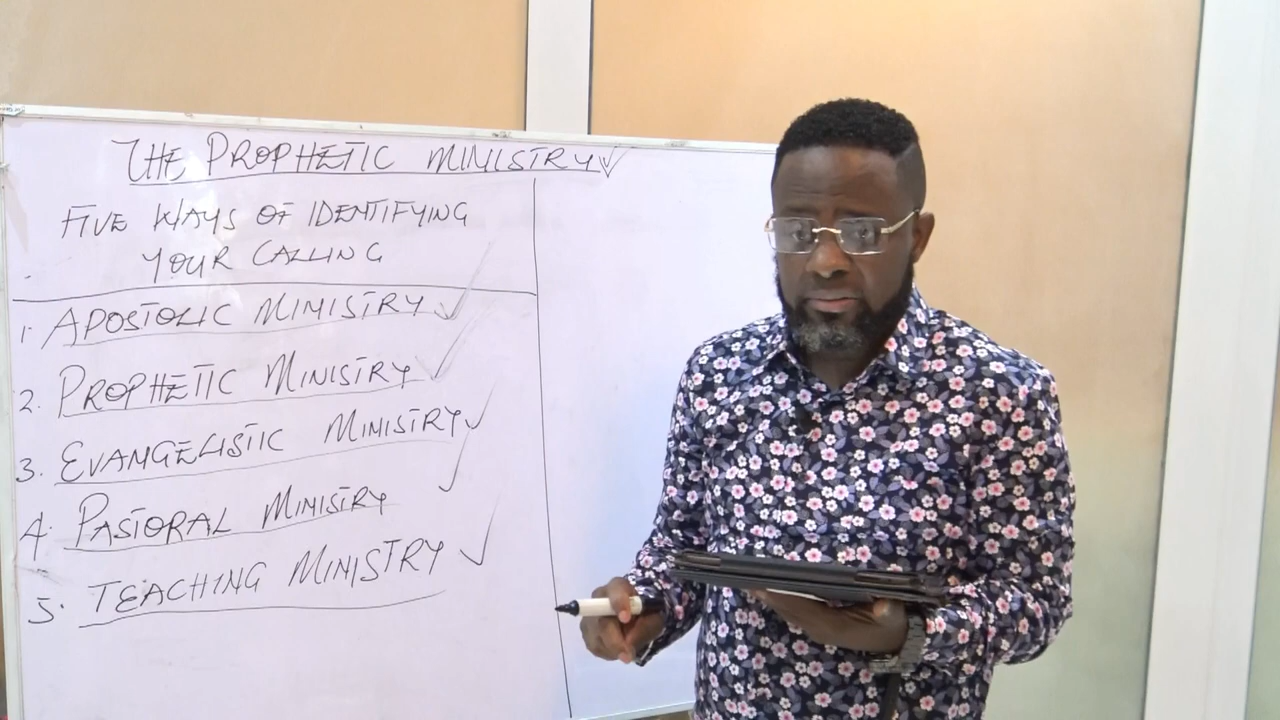 THE PROPHETIC MINISTRY
FIVE WAYS OF IDENTIFYING
YOUR CALLING
1. APOSTOLIC MINISTRY
2. PROPHETIC MINISTRY
3. EVANGELISTIC MINISTRY
4. PASTORAL MINISTRY
5. TEACHING MINISTRY